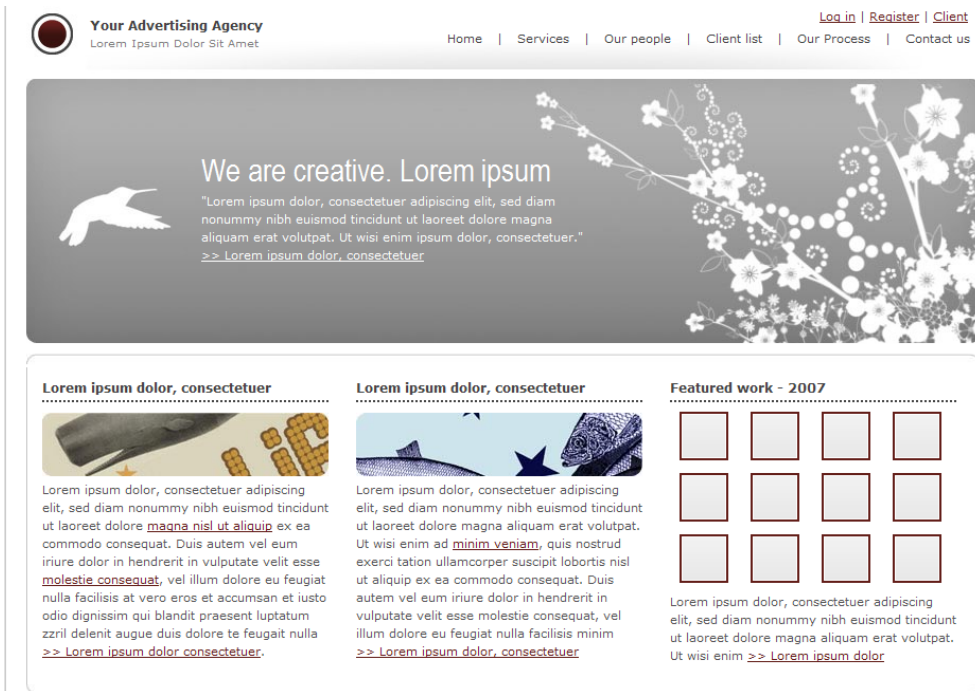 Your Advertising Agency
Lorem Ipsum Dolor Sit Amet
Log in | Register | Client
Home | Services | Our people | Client list | Our Process | Contact us
We are creative. Lorem ipsum
"Lorem ipsum dolor, consectetuer adipiscing elit, sed diam
nonummy nibh euismod tincidunt ut laoreet dolore magna
aliquam erat volutpat. Ut wisi enim ipsum dolor, consectetuer."
>> Lorem ipsum dolor, consectetuer
Lorem ipsum dolor, consectetuer
Lorem ipsum dolor, consectetuer adipiscing
elit, sed diam nonummy nibh euismod tincidunt
ut laoreet dolore magna nisl ut aliquip ex ea
commodo consequat. Duis autem vel eum
iriure dolor in hendrerit in vulputate velit esse
molestie consequat, vel illum dolore eu feugiat
nulla facilisis at vero eros et accumsan et iusto
odio dignissim qui blandit praesent luptatum
zzril delenit augue duis dolore te feugait nulla
>> Lorem ipsum dolor consectetuer.
Lorem ipsum dolor, consectetuer
Lorem ipsum dolor, consectetuer adipiscing
elit, sed diam nonummy nibh euismod tincidunt
ut laoreet dolore magna aliquam erat volutpat.
Ut wisi enim ad minim veniam, quis nostrud
exerci tation ullamcorper suscipit lobortis nisl
ut aliquip ex ea commodo consequat. Duis
autem vel eum iriure dolor in hendrerit in
vulputate velit esse molestie consequat, vel
illum dolore eu feugiat nulla facilisis minim
>> Lorem ipsum dolor, consectetuer
Featured work - 2007
Lorem ipsum dolor, consectetuer adipiscing
elit, sed diam nonummy nibh euismod tincidunt
ut laoreet dolore magna aliquam erat volutpat.
Ut wisi enim >> Lorem ipsum dolor